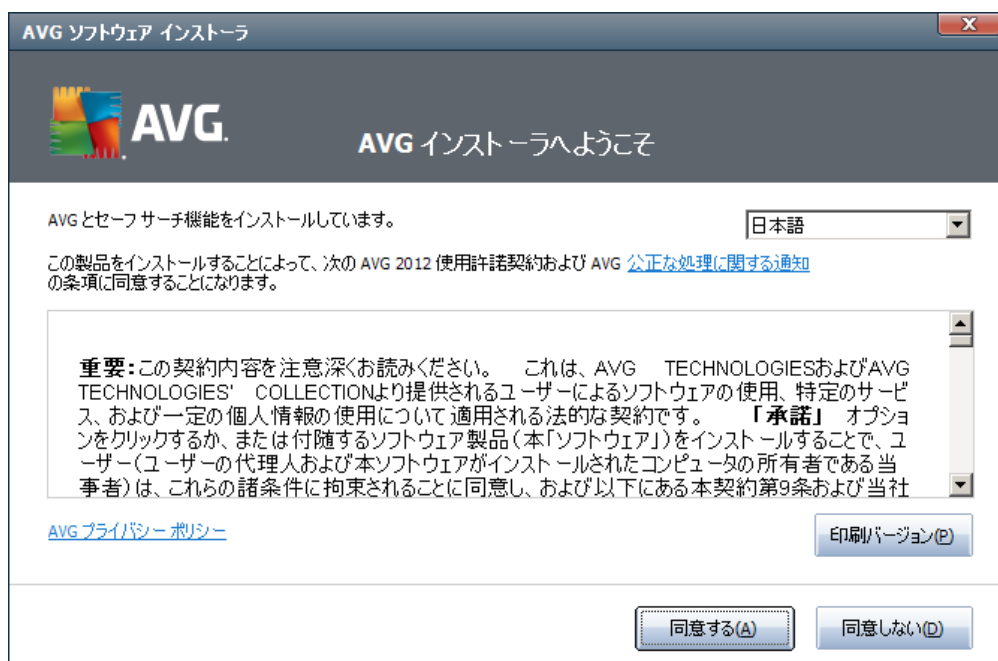 AVG ソフトウェア インストーラ
X
AVG.
AVG インストーラへようこそ
AVG とセーフ サーチ機能をインストールしています。
日本語
この製品をインストールすることによって、次の AVG 2012 使用許諾契約および AVG 公正な処理に関する通知
の条項に同意することになります。
重要:この契約内容を注意深くお読みください。 これは、AVG TECHNOLOGIESおよびAVG
TECHNOLOGIES' COLLECTIONより提供されるユーザーによるソフトウェアの使用、特定のサービ
ス、および一定の個人情報の使用について適用される法的な契約です。 「承諾」 オプショ
ンをクリックするか、または付随するソフトウェア製品(本「ソフトウェア」)をインストールすることで、ユ
ーザー(ユーザーの代理人および本ソフトウェアがインストールされたコンピュータの所有者である当
事者)は、これらの諸条件に拘束されることに同意し、および以下にある本契約第9条および当社
AVG プライバシー ポリシー
印刷バージョン(P)
同意する(A)
同意しない(D)